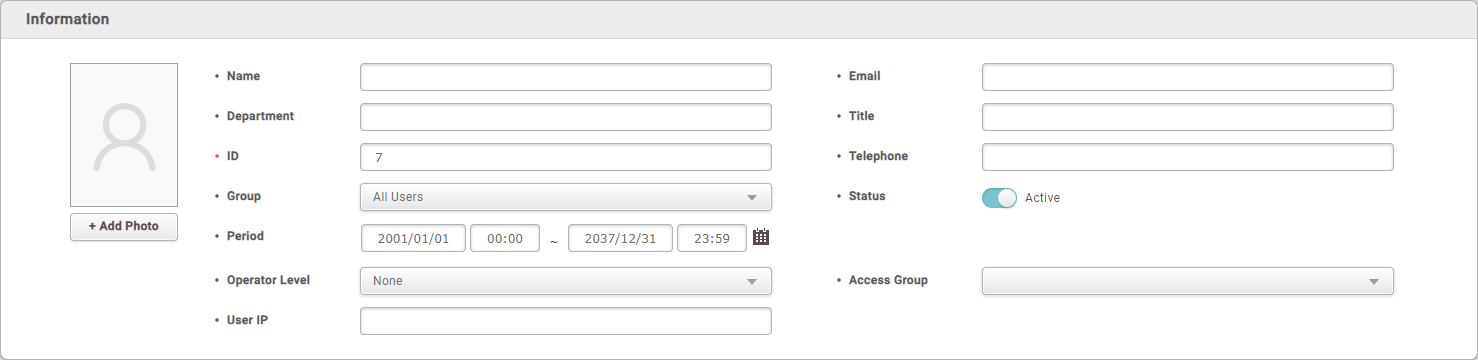 Information
Name
Email
Department
Title
ID 7
Telephone
Group All Users
Status Active
+ Add Photo
Period 2001/01/01 00:00 ~ 2037/12/31 23:59
Operator Level None
Access Group
User IP